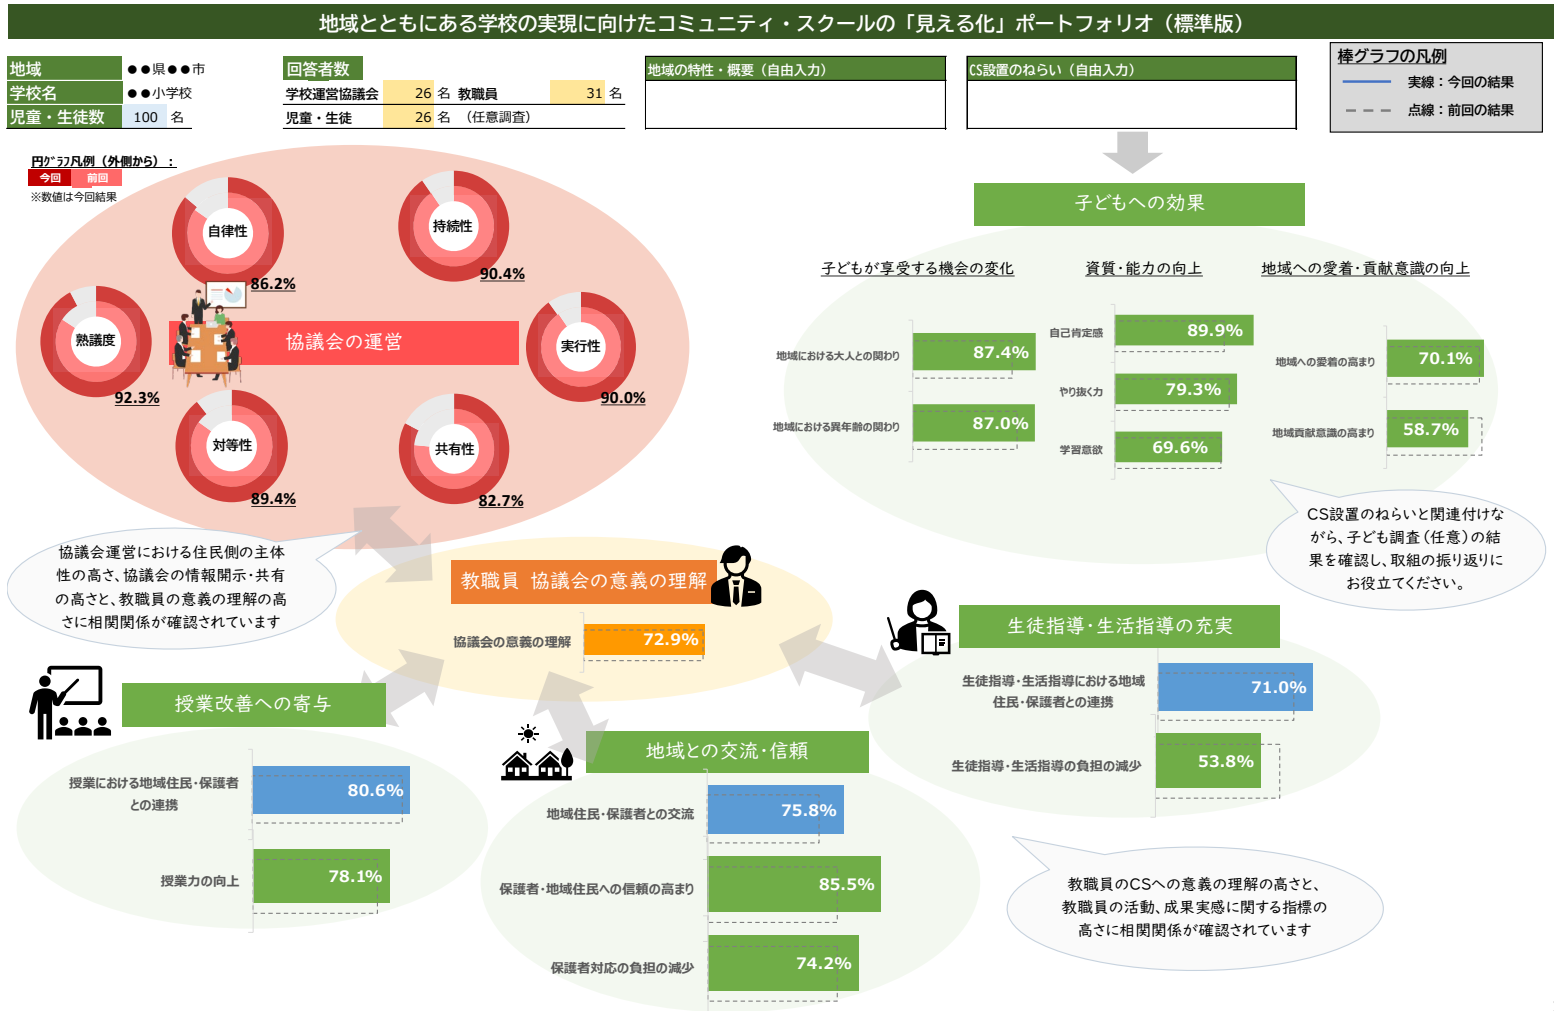 地域とともにある学校の実現に向けたコミュニティ・スクールの「見える化」ポートフォリオ（標準版）
地域 ●●県●●市
学校名 ●●小学校
児童・生徒数 100 名
回答者数
学校運営協議会 26 名 教職員 31 名
児童・生徒 26 名 （任意調査）
地域の特性・概要（自由入力）
CS設置のねらい（自由入力）
棒グラフの凡例
実線：今回の結果
点線：前回の結果
円グラフ凡例（外側から）：
今回 前回
※数値は今回結果
自律性
86.2%
持続性
90.4%
熟議度
92.3%
協議会の運営
実行性
90.0%
対等性
89.4%
共有性
82.7%
協議会運営における住民側の主体
性の高さ、協議会の情報開示・共有
の高さと、教職員の意義の理解の高
さに相関関係が確認されています
子どもへの効果
子どもが享受する機会の変化
地域における大人との関わり 87.4%
地域における異年齢の関わり 87.0%
資質・能力の向上
自己肯定感 89.9%
やり抜く力 79.3%
学習意欲 69.6%
地域への愛着・貢献意識の向上
地域への愛着の高まり 70.1%
地域貢献意識の高まり 58.7%
CS設置のねらいと関連付けな
がら、子ども調査（任意）の結
果を確認し、取組の振り返りに
お役立てください。
教職員 協議会の意義の理解
協議会の意義の理解 72.9%
授業改善への寄与
授業における地域住民・保護者
との連携
80.6%
授業力の向上 78.1%
地域との交流・信頼
地域住民・保護者との交流 75.8%
保護者・地域住民への信頼の高まり 85.5%
保護者対応の負担の減少 74.2%
生徒指導・生活指導の充実
生徒指導・生活指導における地域
住民・保護者との連携
71.0%
生徒指導・生活指導の負担の減少 53.8%
教職員のCSへの意義の理解の高さと、
教職員の活動、成果実感に関する指標の
高さに相関関係が確認されています